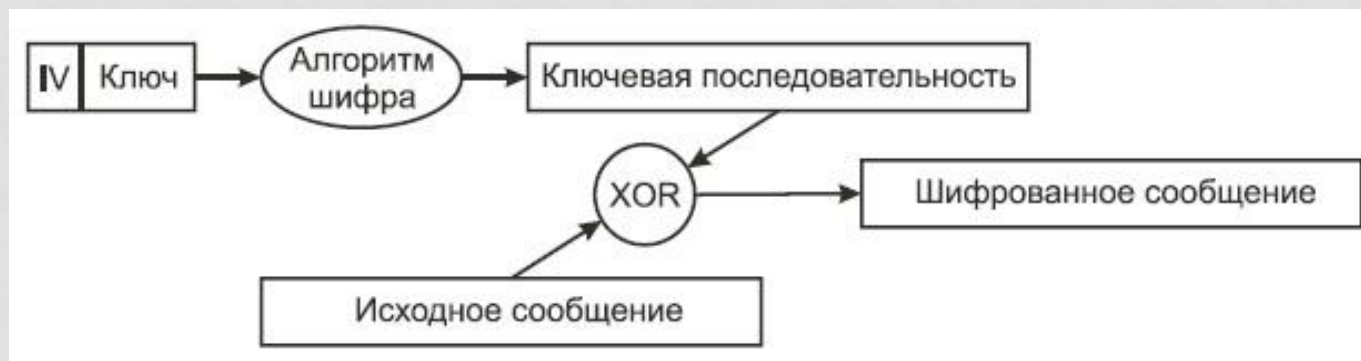 IV Ключ
Алгоритм
шифра
Ключевая последовательность
XOR
Шифрованное сообщение
Исходное сообщение